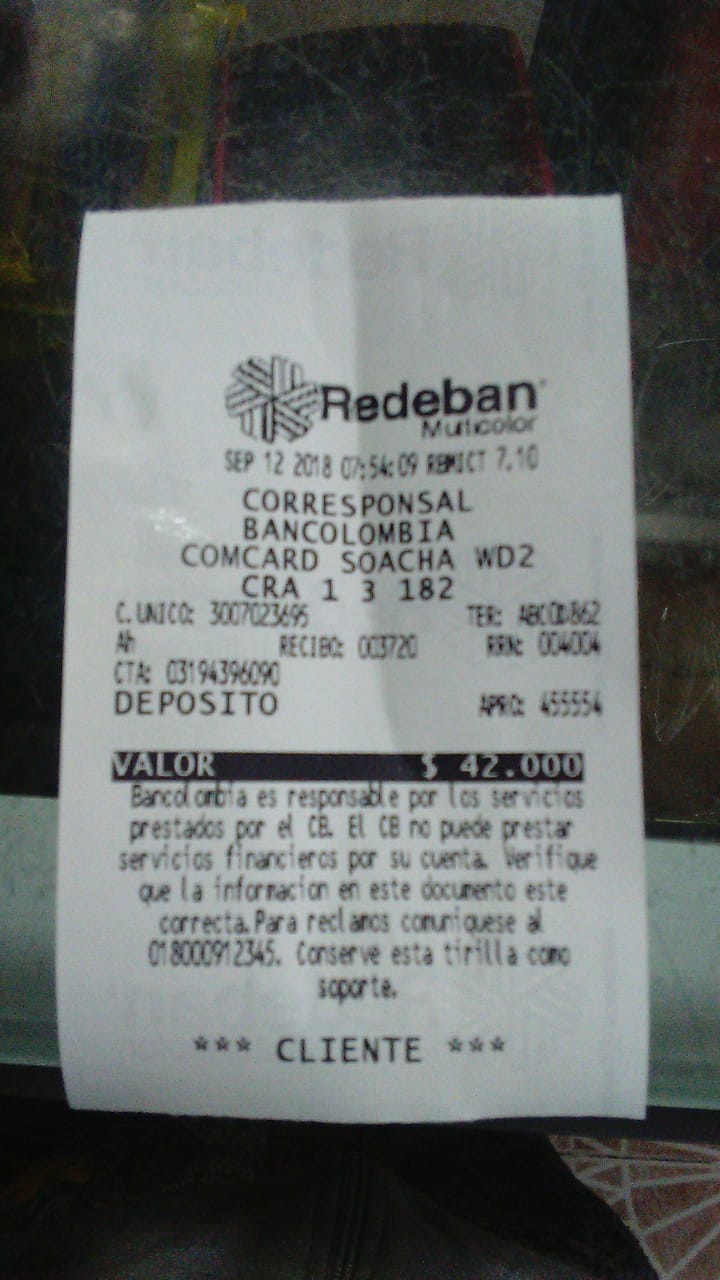 Redeban
Multicolor
SEP 12 2018 07:54:09 RBMICT 7.10
CORRESPONSAL
BANCOLOMBIA
COMCARD SOACHA WD2
CRA 1 3 182
C.UNICO: 3007023695 TER: ABCOD862
Ah RECIBO: 003720 RRN: 004004
CTA: 03194396090
DEPOSITO APRO: 455554
VALOR $ 42.000
Bancolombia es responsable por los servicios
prestados por el CB. El CB no puede prestar
servicios financieros por su cuenta. Verifique
que la informacion en este documento este
correcta.Para reclamos comuniquese al
018000912345. Conserve esta tirilla como
soporte.
*** CLIENTE ***